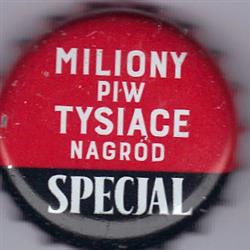 MILIONY
PIW
TYSIĄCE
NAGRÓD
SPECJAL